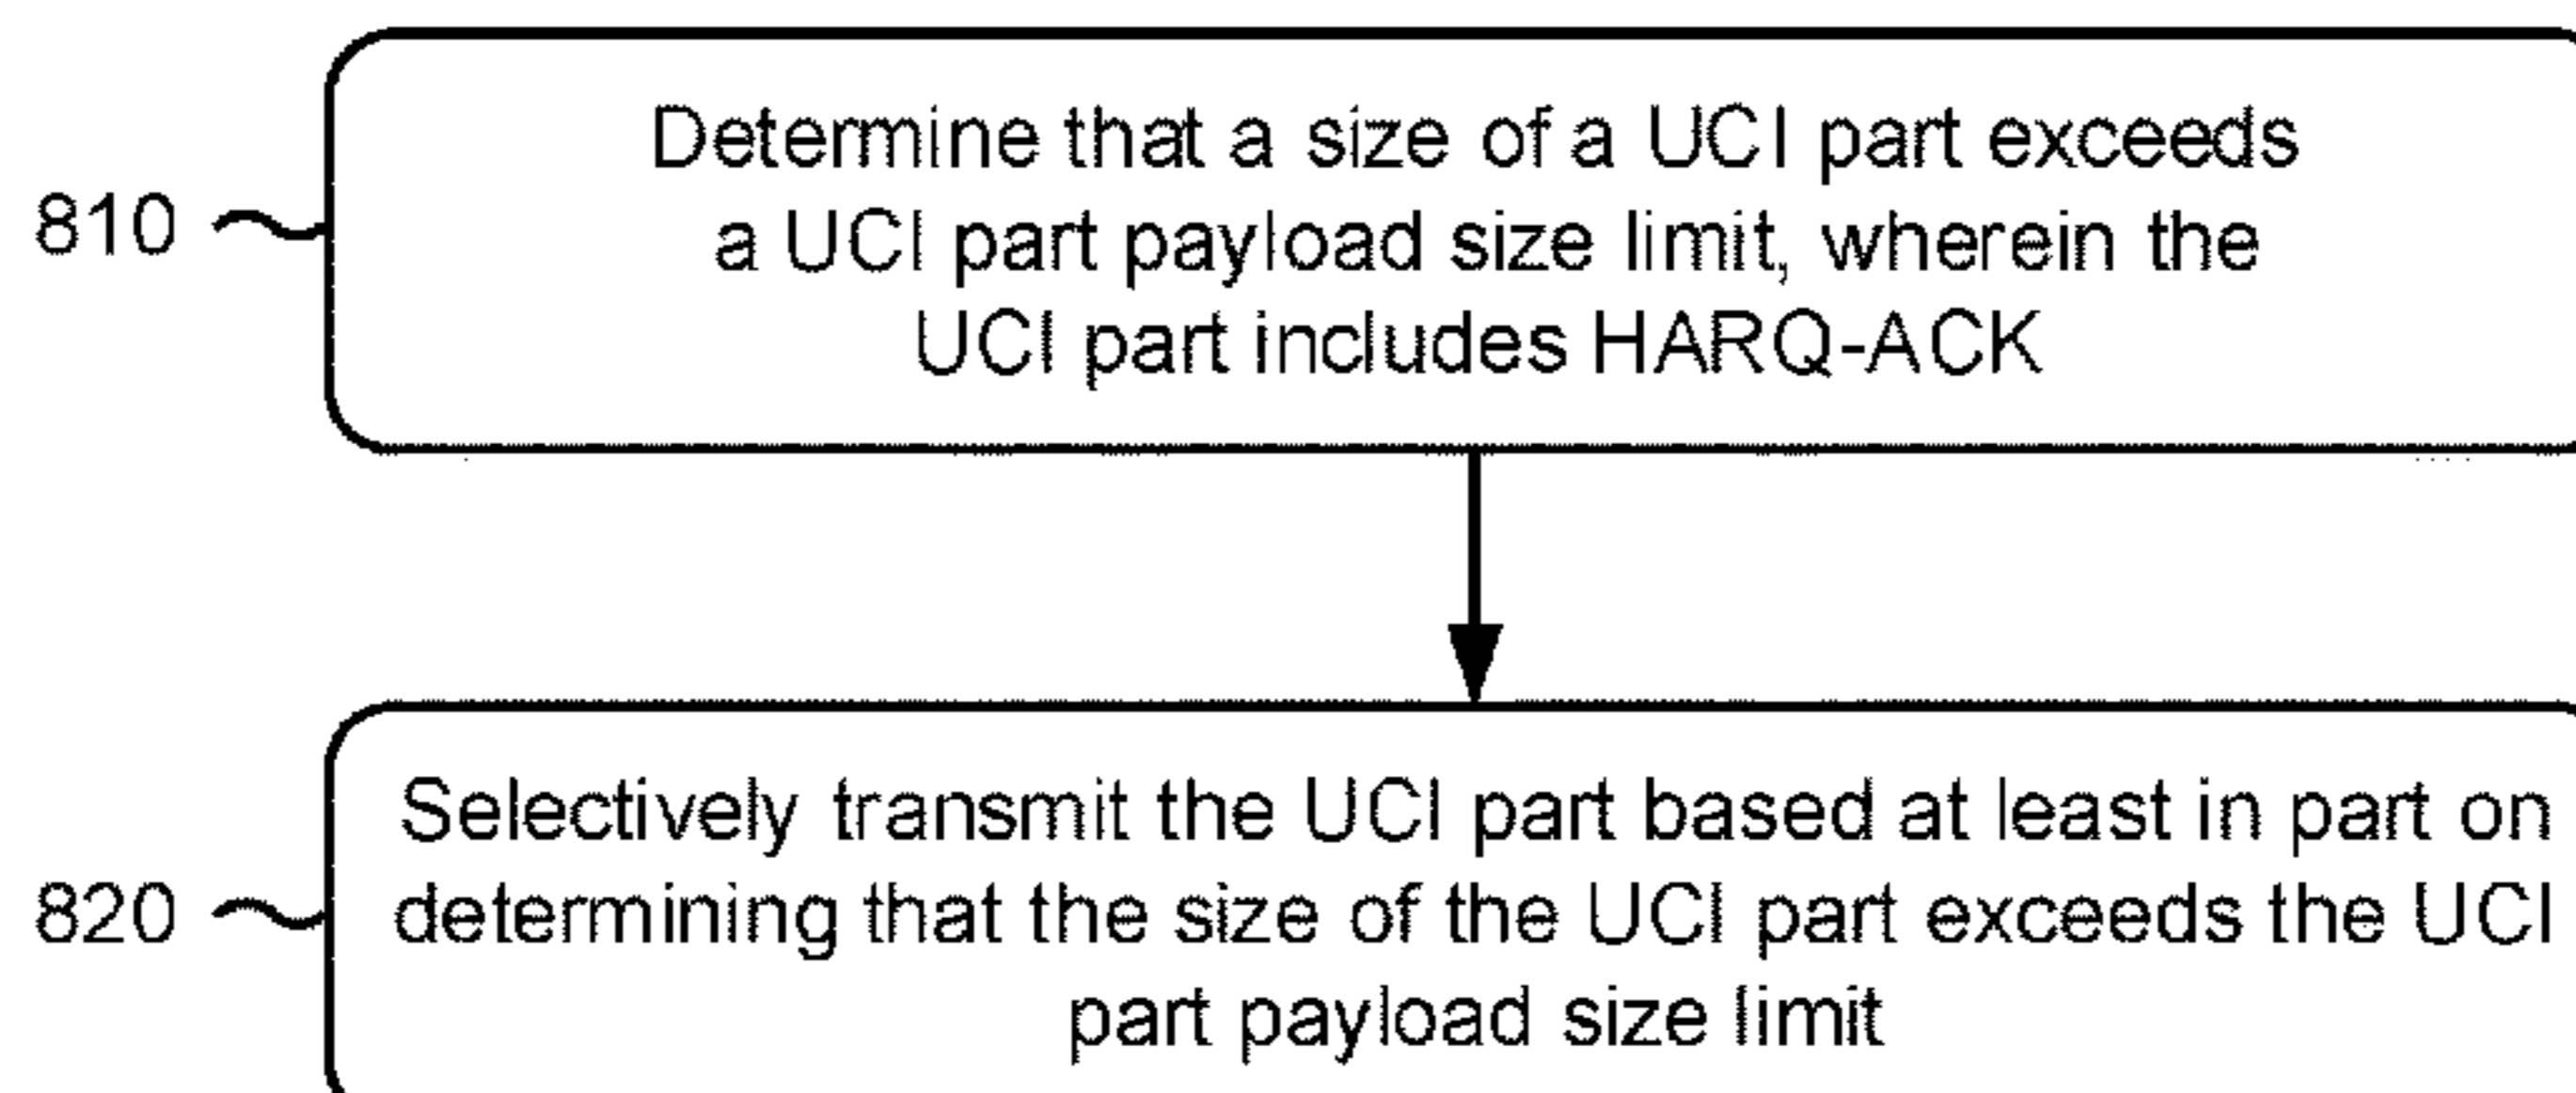 Determine that a size of a UCI part exceeds
810
a UCI part payload size limit, wherein the
UCI part includes HARQ-ACK
Selectively transmit the UCI part based at least in part on
820
determining that the size of the UCI part exceeds the UCI
part payload size limit